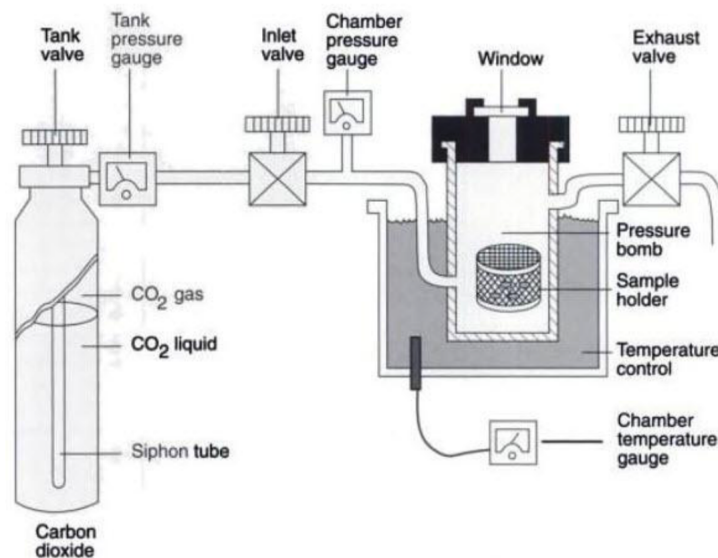 Tank
valve
Tank
pressure
gauge
Inlet
valve
Chamber
pressure
gauge
Window
Exhaust
valve
Pressure
bomb
Sample
holder
Temperature
control
Chamber
temperature
gauge
CO₂ gas
CO₂ liquid
Siphon tube
Carbon
dioxide